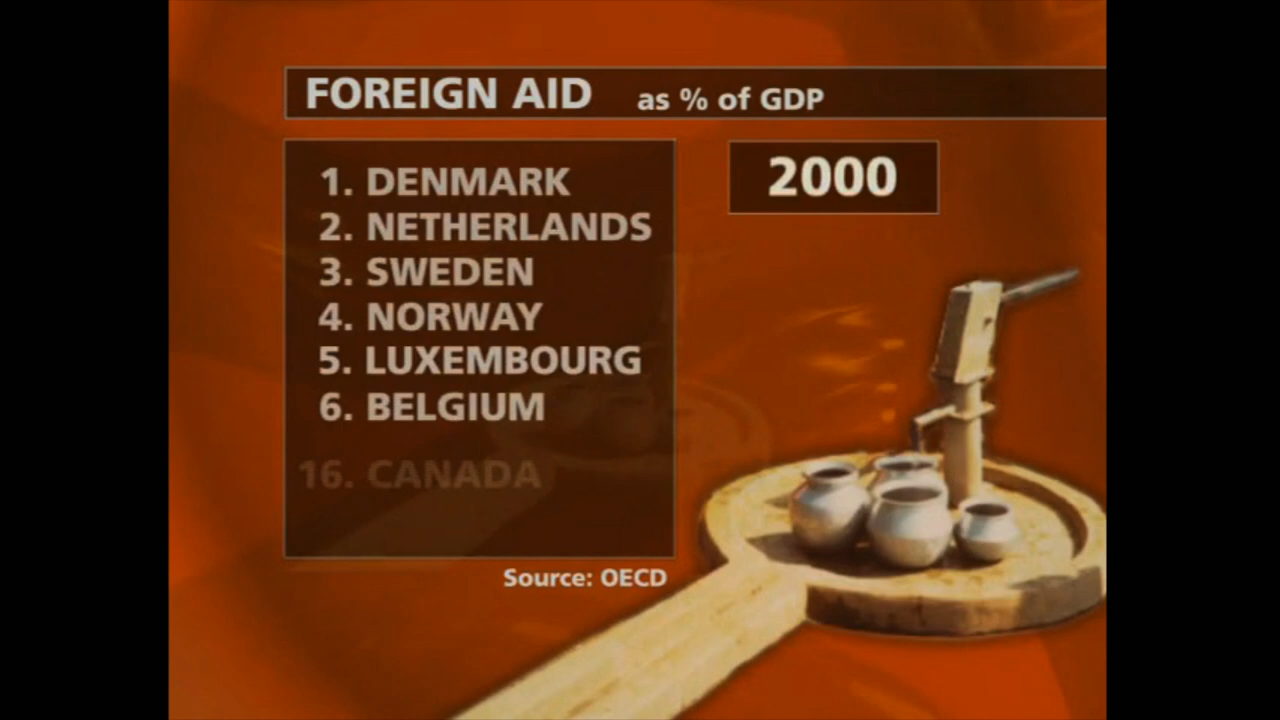 FOREIGN AID as % of GDP
2000
1. DENMARK
2. NETHERLANDS
3. SWEDEN
4. NORWAY
5. LUXEMBOURG
6. BELGIUM
16. CANADA
Source: OECD